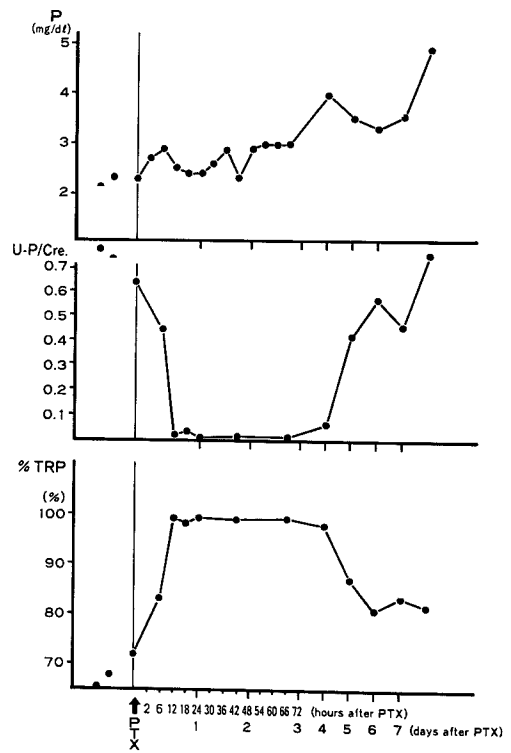 P
(mg/dℓ)
5
4
3
2
U-P/Cre.
0.7
0.6
0.5
0.4
0.3
0.2
0.1
% TRP
(%)
100
90
80
70
2 6 12 18 24 30 36 42 48 54 60 66 72 (hours after PTX)
PTX
1 2 3 4 5 6 7 (days after PTX)